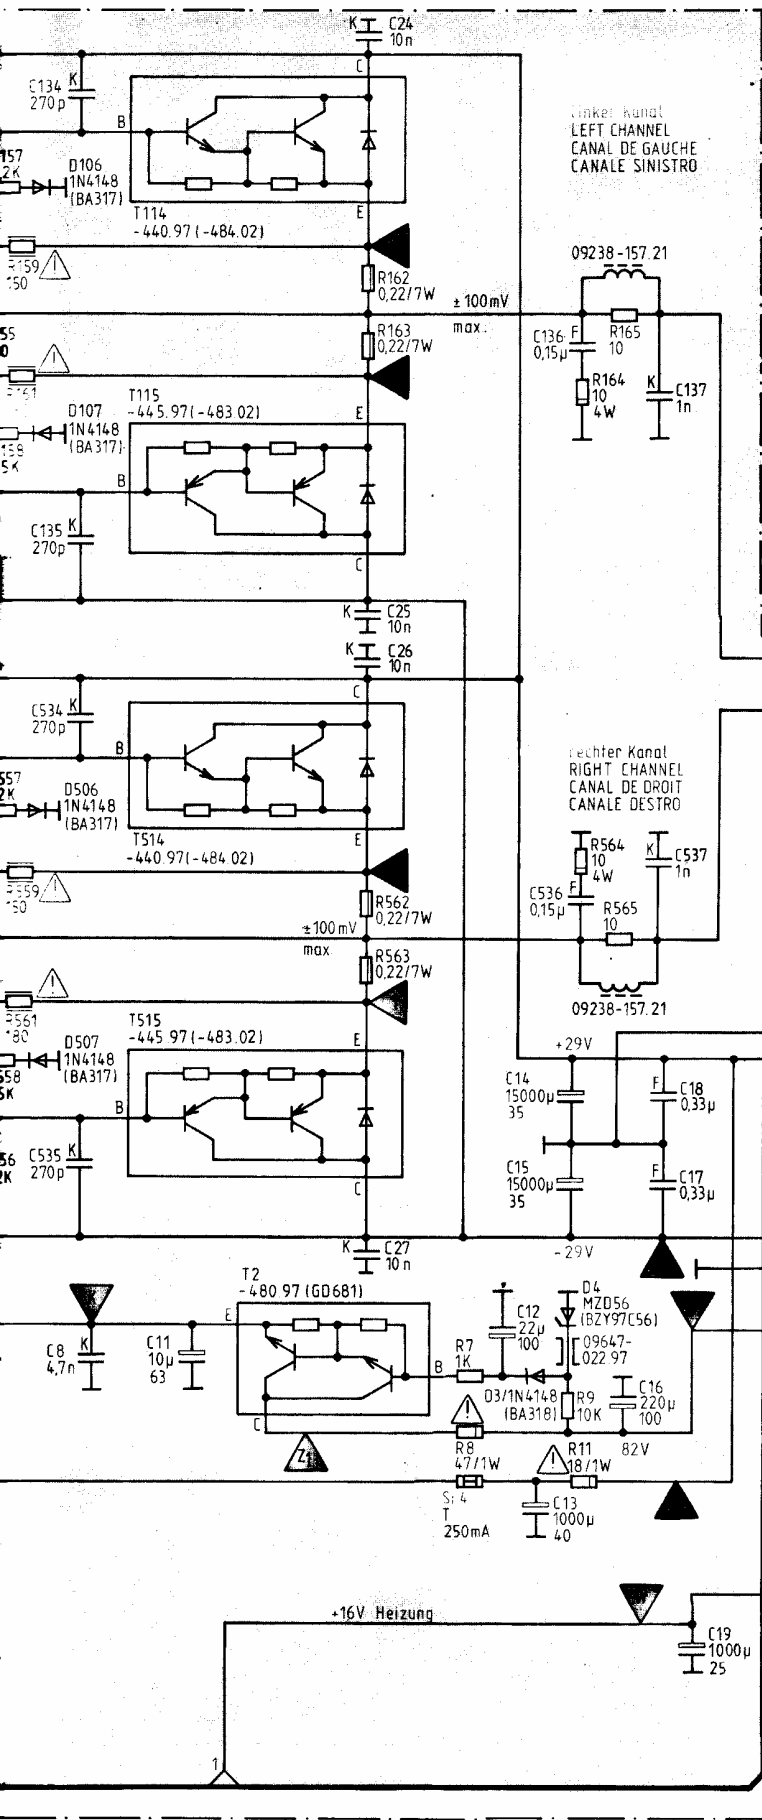 K C24
10n
C
C134 K
270p
B
D106
1N4148
(BA317)
T114
-440.97(-484.02)
E
Kanal
LEFT CHANNEL
CANAL DE GAUCHE
CANALE SINISTRO
R159
R162
0,22/7W
±100mV
max.
R163
0,22/7W
09238-157.21
C136 F
0,15µ
R165
10
R164
10
4W
K C137
1n
T115
-445.97(-483.02)
E
D107
1N4148
(BA317)
B
C135 K
270p
C
K C25
10n
K C26
10n
C
C534 K
270p
B
D506
1N4148
(BA317)
E
T514
-440.97(-484.02)
Kanal
RIGHT CHANNEL
CANAL DE DROIT
CANALE DESTRO
R562
0,22/7W
±100mV
max
R563
0,22/7W
R564
10
4W
K C537
1n
C536 F
0,15µ
R565
10
09238-157.21
R561
180
T515
-445.97(-483.02)
E
D507
1N4148
(BA317)
B
C535 K
270p
C
K C27
10n
+29V
C14
15000µ
35
F C18
0,33µ
C15
15000µ
35
F C17
0,33µ
-29V
T2
-480.97 (GD681)
E
C8 K
4,7n
C11
10µ
63
B
C
R7
1K
C12
22µ
100
D4
MZD56
(BZY97C56)
09647-
022.97
D3/1N4148
(BA318)
R9
10K
C16
220µ
100
82V
R8
47/1W
R11
18/1W
Si 4
T
250mA
C13
1000µ
40
+16V Heizung
C19
1000µ
25
1